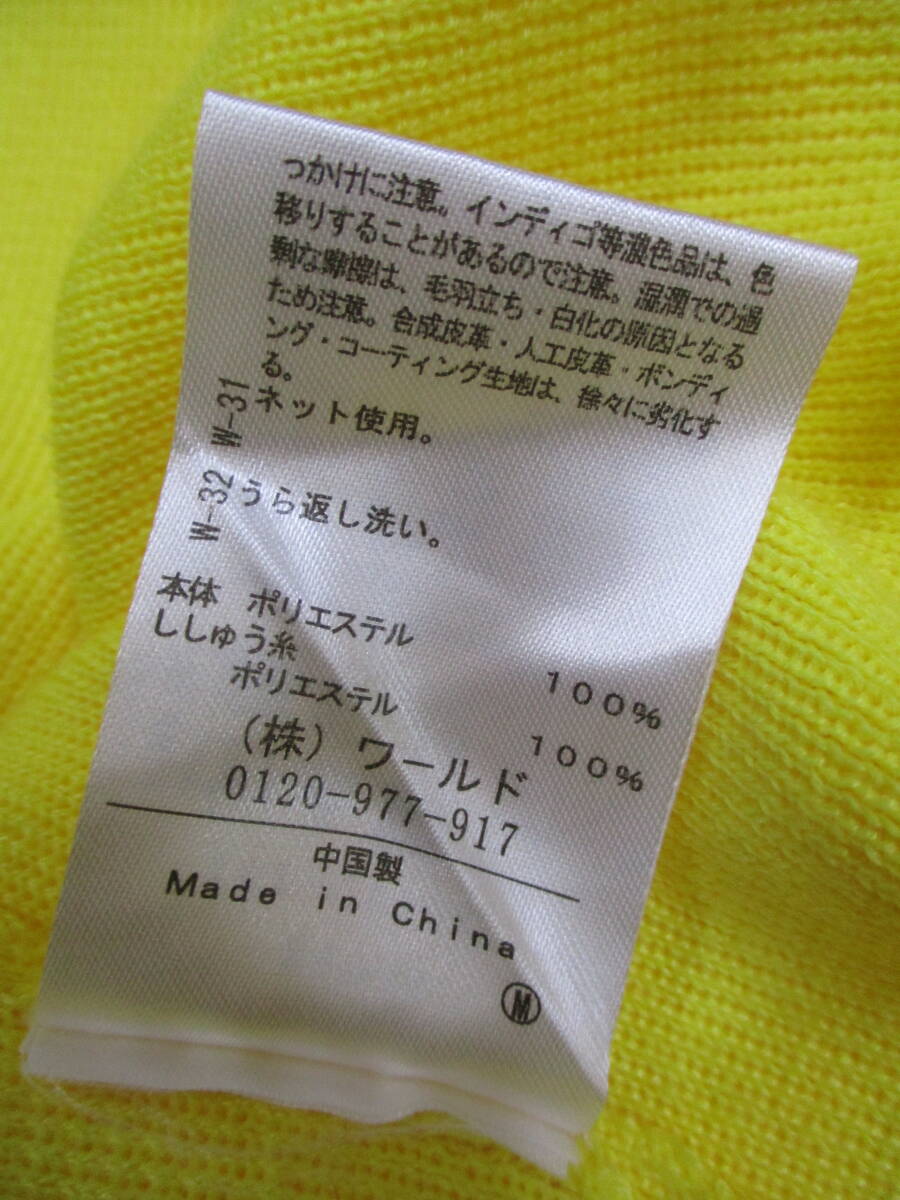 っかけに注意。インディゴ等濃色品は、色
移りすることがあるので注意。湿潤での過
剰な摩擦は、毛羽立ち・白化の原因となる
ため注意。合成皮革・人工皮革・ボンディ
ング・コーティング生地は、徐々に劣化す
る。
W-31 ネット使用。
W-32 うら返し洗い。
本体 ポリエステル 100%
ししゅう糸
ポリエステル 100%
(株) ワールド
0120-977-917
中国製
Made in China
Ⓜ